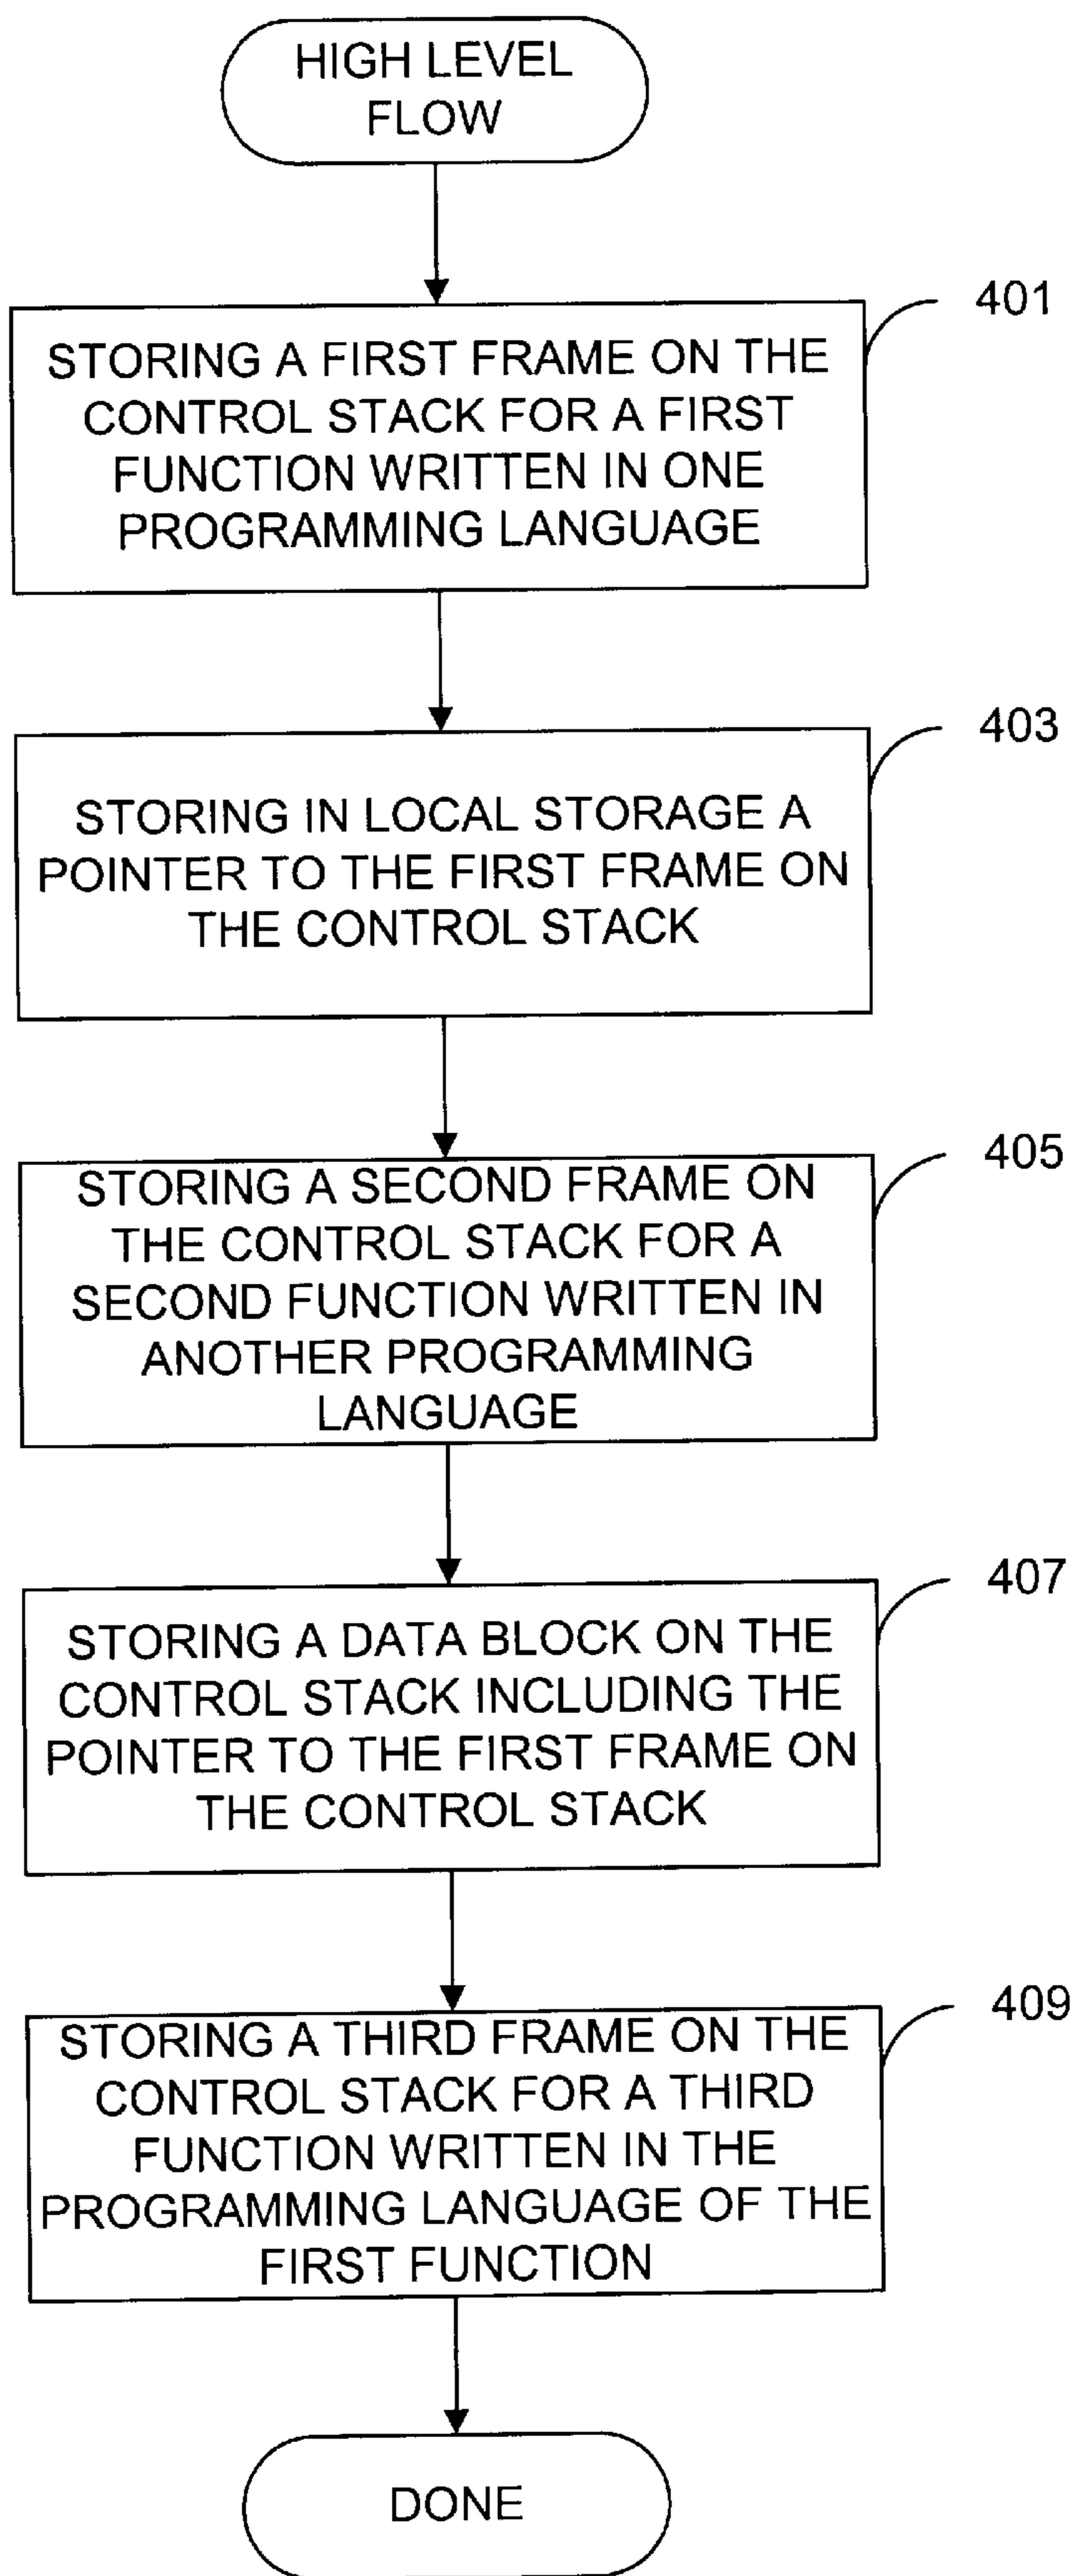 HIGH LEVEL
FLOW
401
STORING A FIRST FRAME ON THE
CONTROL STACK FOR A FIRST
FUNCTION WRITTEN IN ONE
PROGRAMMING LANGUAGE
403
STORING IN LOCAL STORAGE A
POINTER TO THE FIRST FRAME ON
THE CONTROL STACK
405
STORING A SECOND FRAME ON
THE CONTROL STACK FOR A
SECOND FUNCTION WRITTEN IN
ANOTHER PROGRAMMING
LANGUAGE
407
STORING A DATA BLOCK ON THE
CONTROL STACK INCLUDING THE
POINTER TO THE FIRST FRAME ON
THE CONTROL STACK
409
STORING A THIRD FRAME ON THE
CONTROL STACK FOR A THIRD
FUNCTION WRITTEN IN THE
PROGRAMMING LANGUAGE OF THE
FIRST FUNCTION
DONE